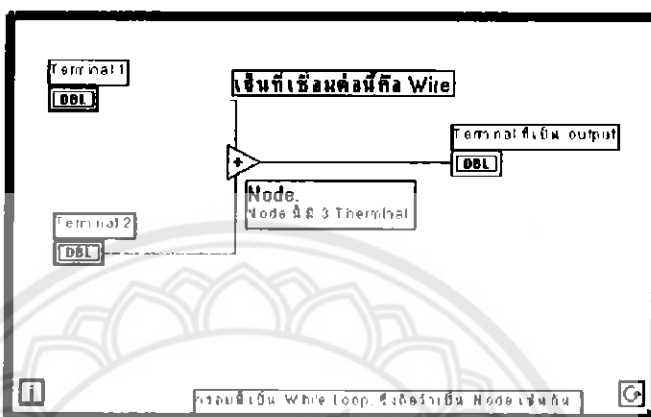 Terminal 1
DBL
เส้นที่เชื่อมต่อนี้คือ Wire
Terminal ที่เป็น output
DBL
+
Node.
Node นี้มี 3 Therminal
Terminal 2
DBL
i
กรอบนี้เป็น While Loop. ซึ่งถือว่าเป็น Node เช่นกัน